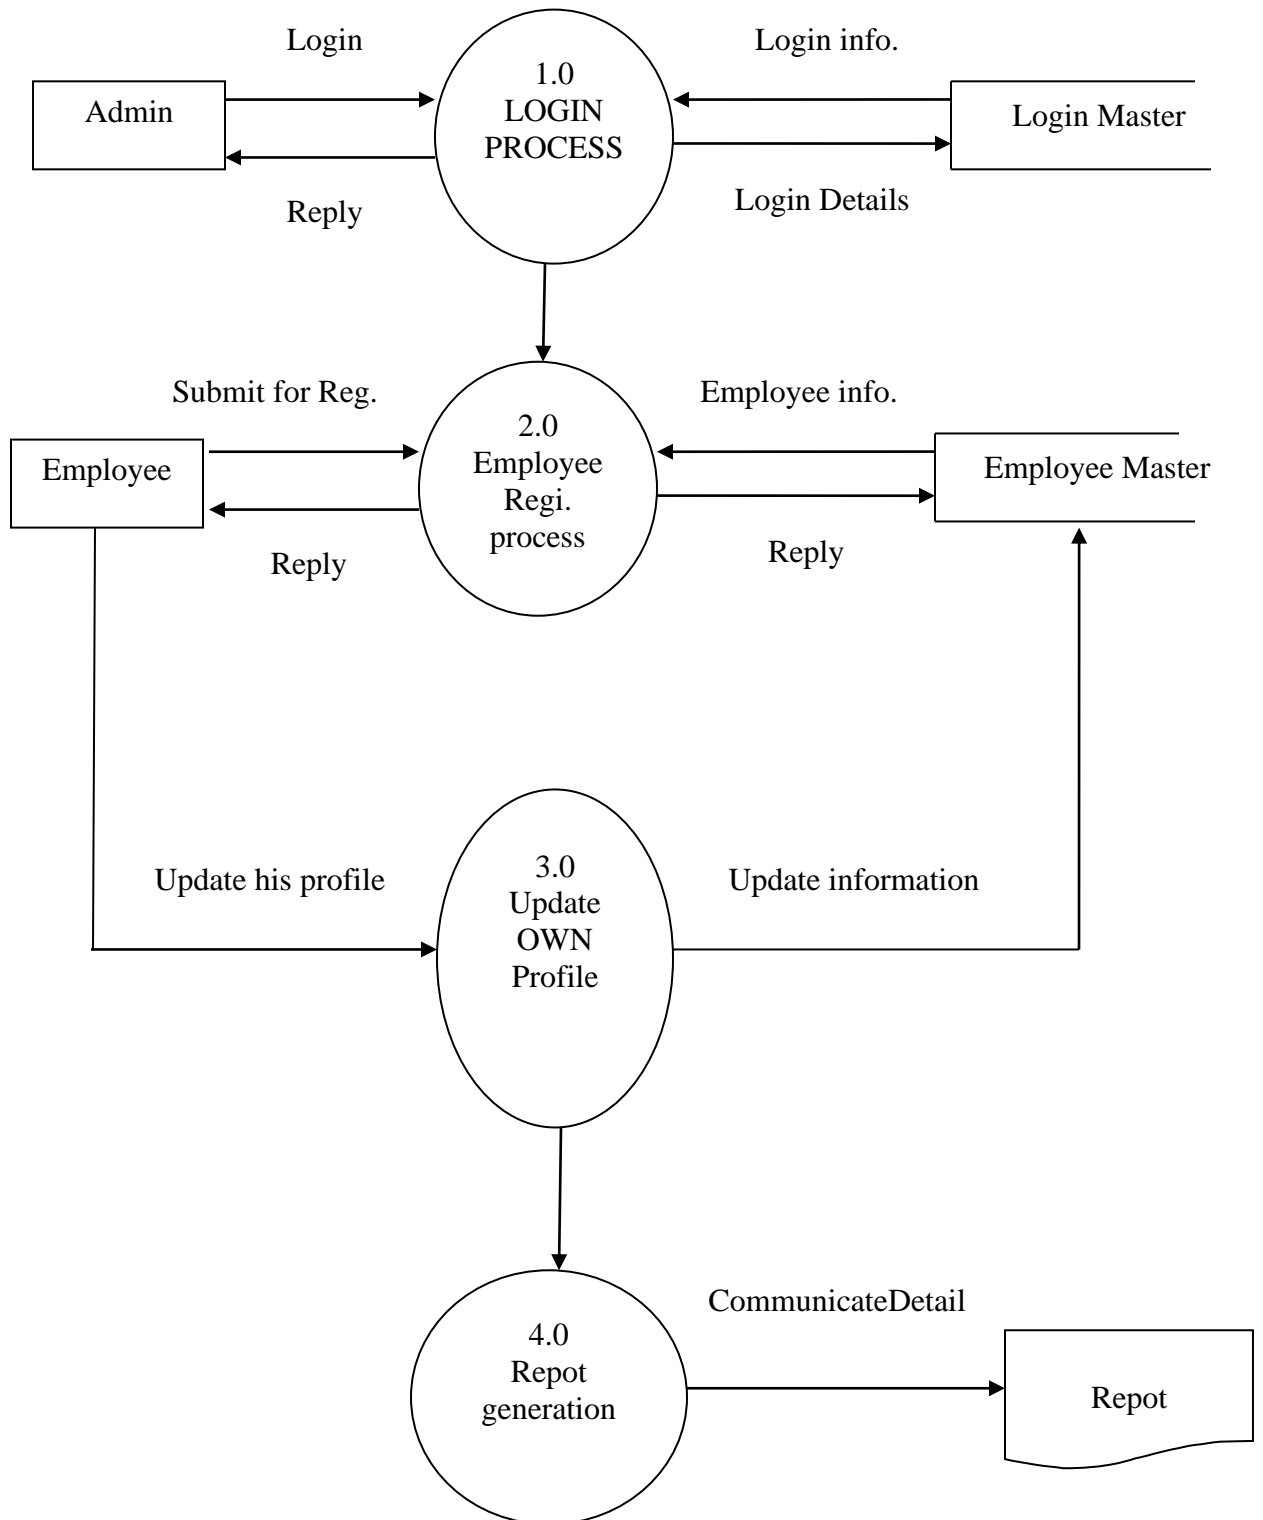 Login
Login info.
Admin
1.0
LOGIN
PROCESS
Login Master
Reply
Login Details
Submit for Reg.
Employee info.
Employee
2.0
Employee
Regi.
process
Employee Master
Reply
Reply
Update his profile
3.0
Update
OWN
Profile
Update information
CommunicateDetail
4.0
Repot
generation
Repot